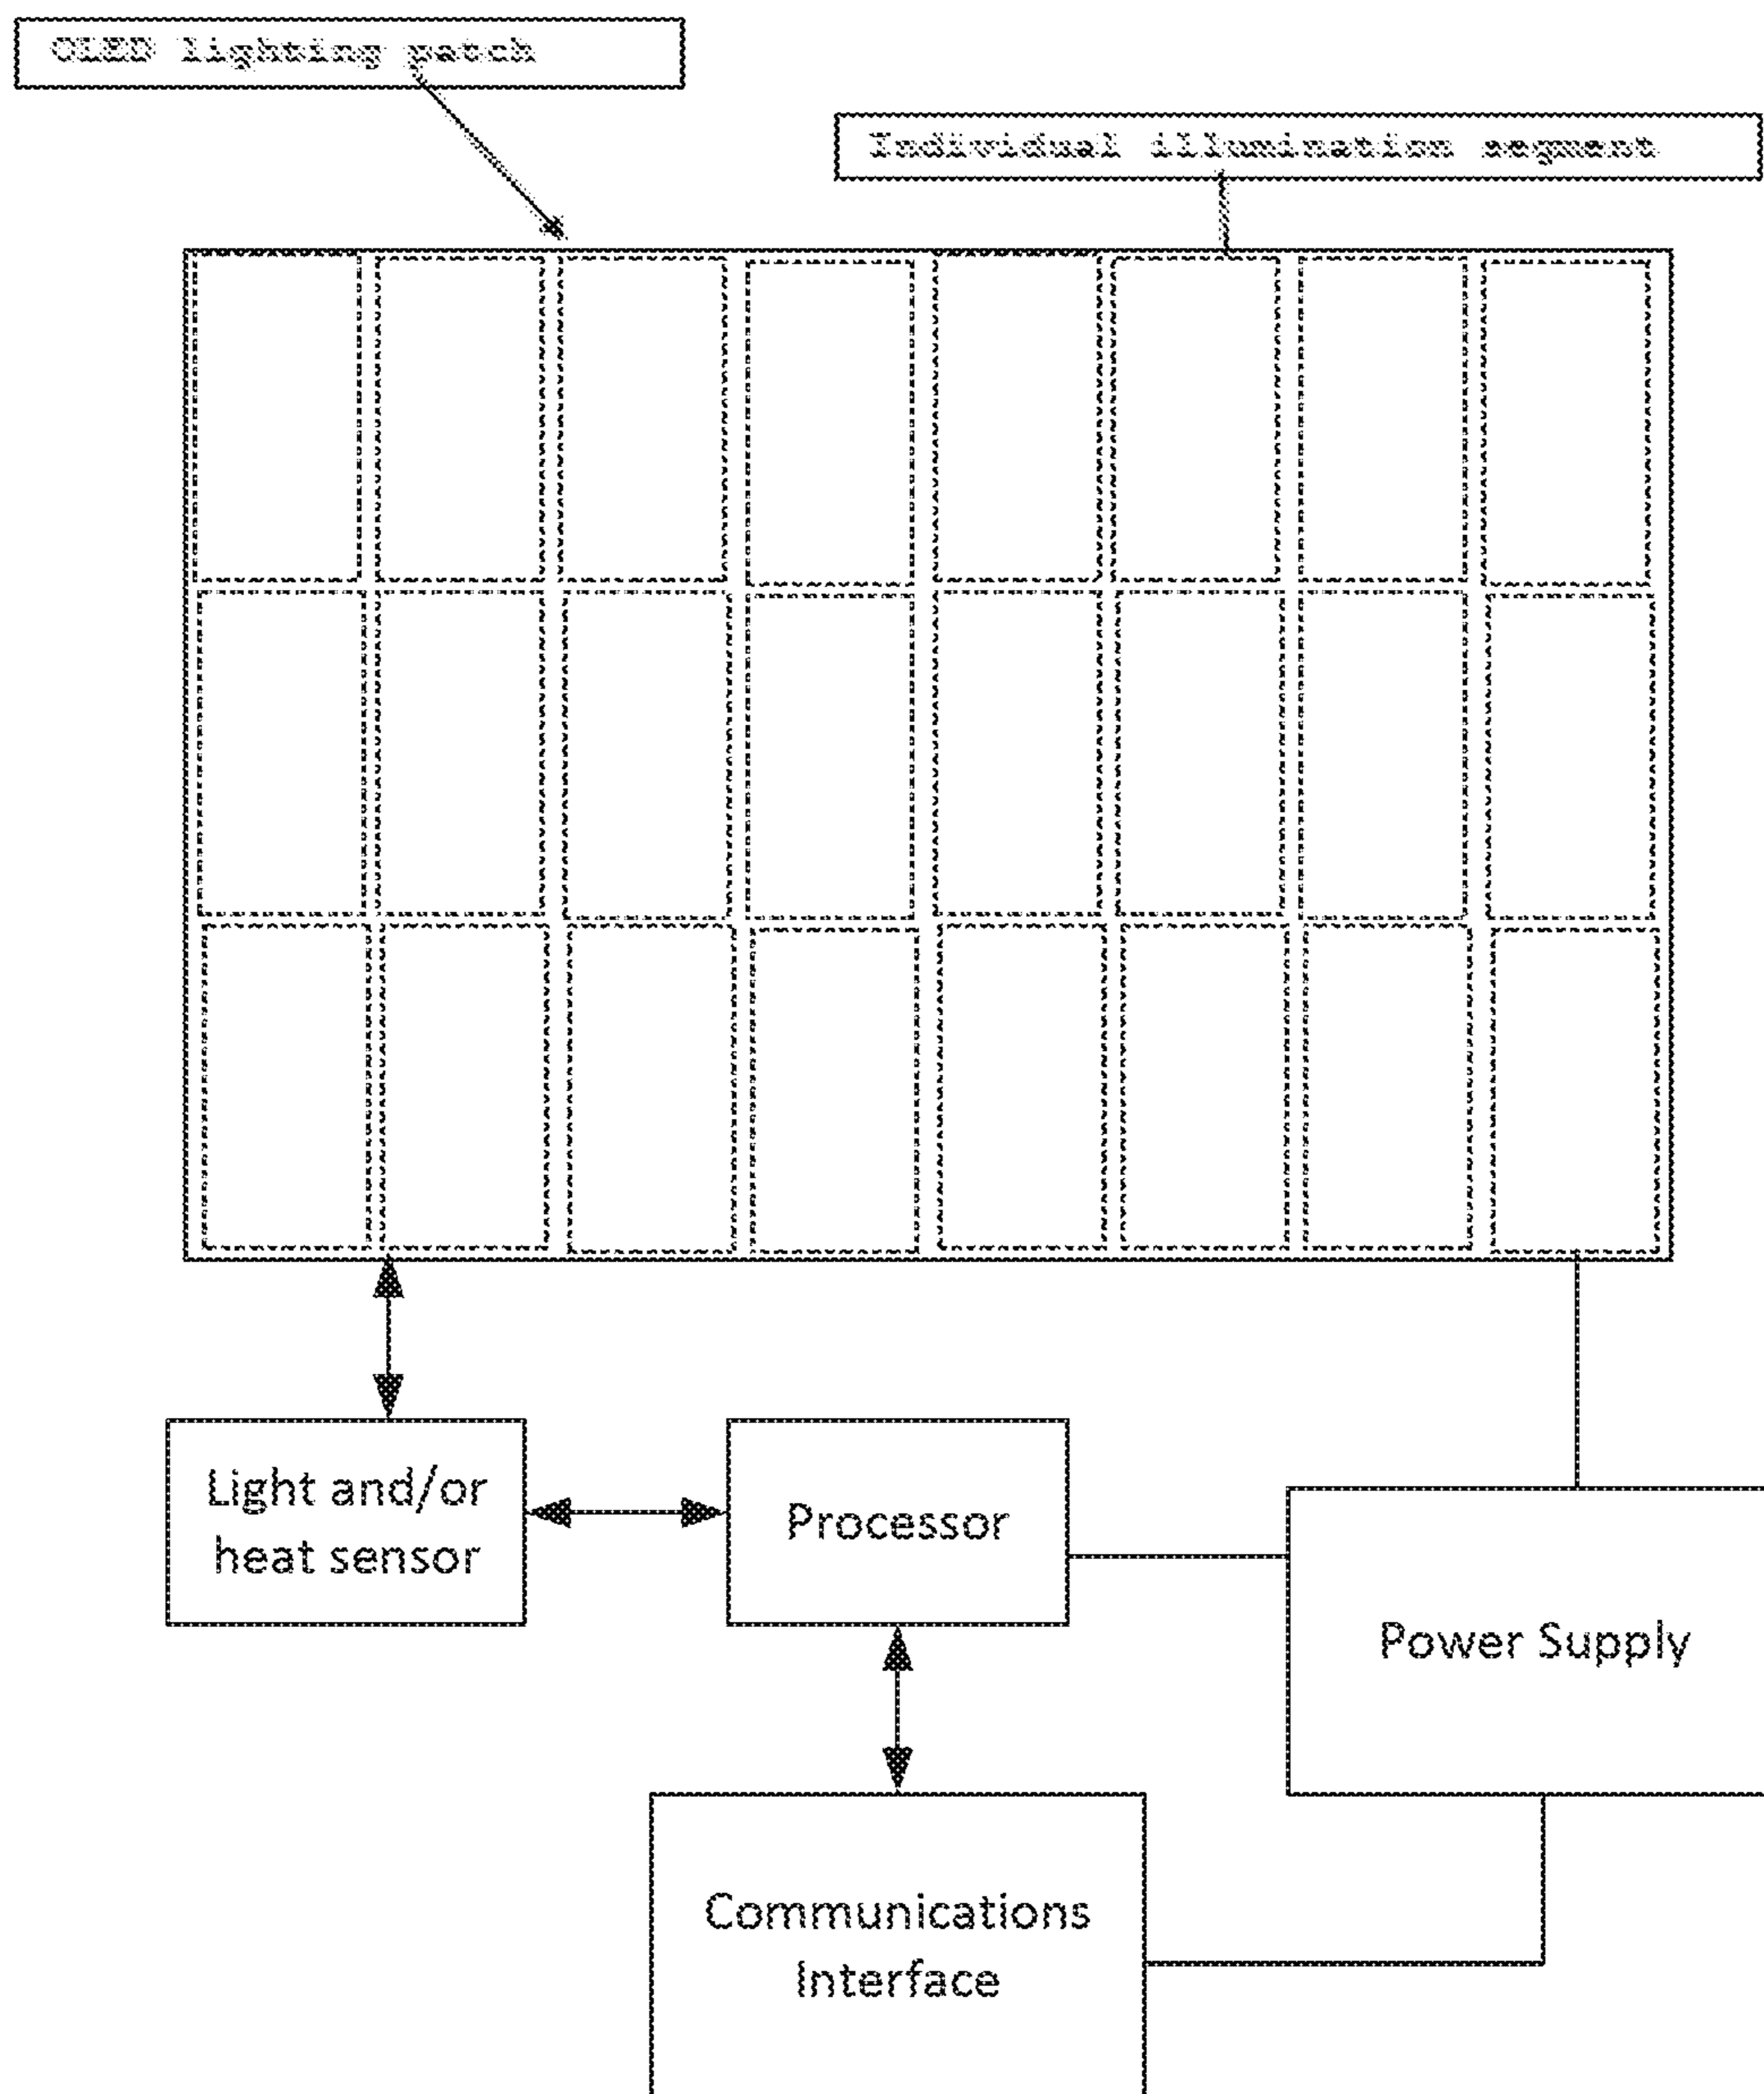 OLED lighting patch
Individual illumination segment
Light and/or
heat sensor
Processor
Power Supply
Communications
Interface